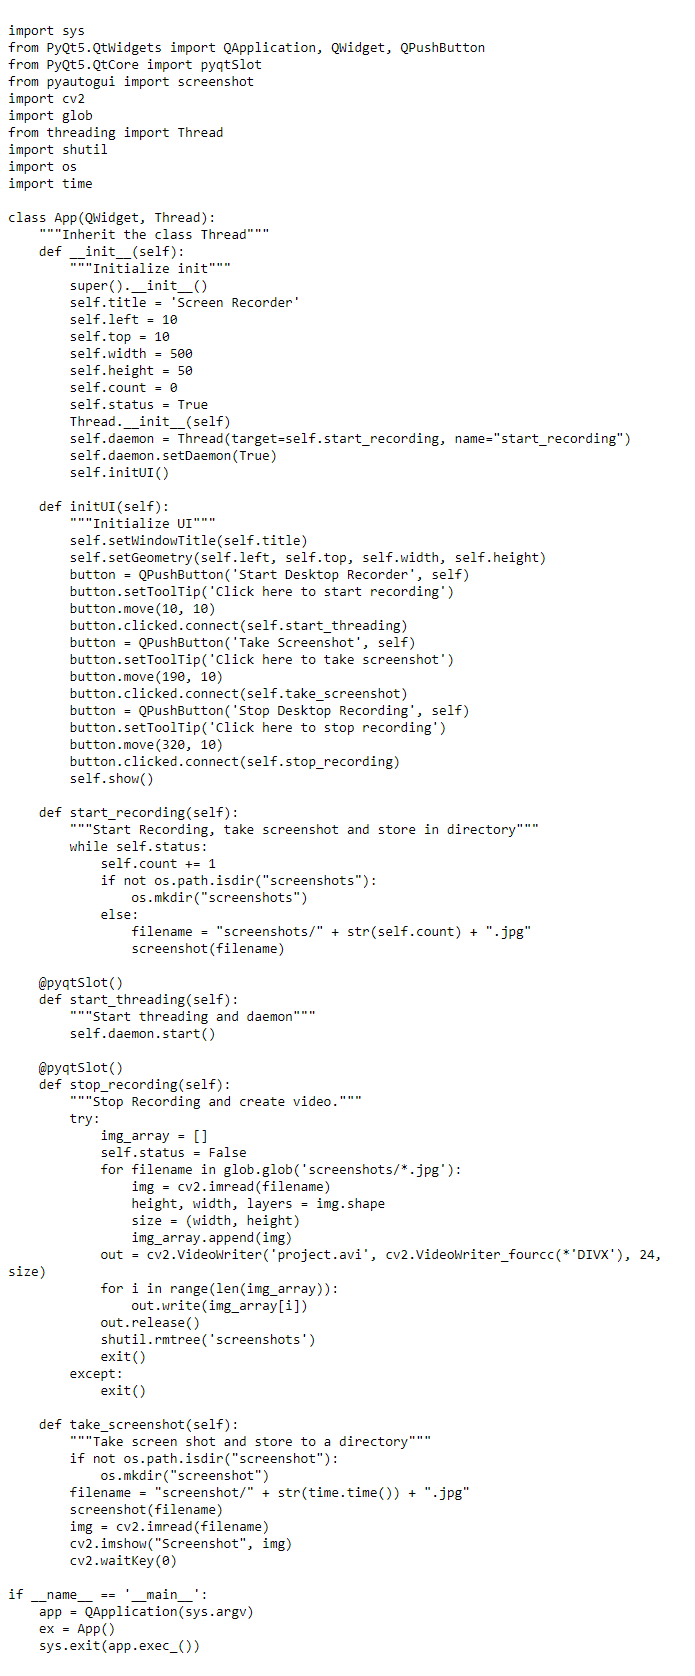 import sys
from PyQt5.QtWidgets import QApplication, QWidget, QPushButton
from PyQt5.QtCore import pyqtSlot
from pyautogui import screenshot
import cv2
import glob
from threading import Thread
import shutil
import os
import time

class App(QWidget, Thread):
    """Inherit the class Thread"""
    def __init__(self):
        """Initialize init"""
        super().__init__()
        self.title = 'Screen Recorder'
        self.left = 10
        self.top = 10
        self.width = 500
        self.height = 50
        self.count = 0
        self.status = True
        Thread.__init__(self)
        self.daemon = Thread(target=self.start_recording, name="start_recording")
        self.daemon.setDaemon(True)
        self.initUI()

    def initUI(self):
        """Initialize UI"""
        self.setWindowTitle(self.title)
        self.setGeometry(self.left, self.top, self.width, self.height)
        button = QPushButton('Start Desktop Recorder', self)
        button.setToolTip('Click here to start recording')
        button.move(10, 10)
        button.clicked.connect(self.start_threading)
        button = QPushButton('Take Screenshot', self)
        button.setToolTip('Click here to take screenshot')
        button.move(190, 10)
        button.clicked.connect(self.take_screenshot)
        button = QPushButton('Stop Desktop Recording', self)
        button.setToolTip('Click here to stop recording')
        button.move(320, 10)
        button.clicked.connect(self.stop_recording)
        self.show()

    def start_recording(self):
        """Start Recording, take screenshot and store in directory"""
        while self.status:
            self.count += 1
            if not os.path.isdir("screenshots"):
                os.mkdir("screenshots")
            else:
                filename = "screenshots/" + str(self.count) + ".jpg"
                screenshot(filename)

    @pyqtSlot()
    def start_threading(self):
        """Start threading and daemon"""
        self.daemon.start()

    @pyqtSlot()
    def stop_recording(self):
        """Stop Recording and create video."""
        try:
            img_array = []
            self.status = False
            for filename in glob.glob('screenshots/*.jpg'):
                img = cv2.imread(filename)
                height, width, layers = img.shape
                size = (width, height)
                img_array.append(img)
            out = cv2.VideoWriter('project.avi', cv2.VideoWriter_fourcc(*'DIVX'), 24,
size)
            for i in range(len(img_array)):
                out.write(img_array[i])
            out.release()
            shutil.rmtree('screenshots')
            exit()
        except:
            exit()

    def take_screenshot(self):
        """Take screen shot and store to a directory"""
        if not os.path.isdir("screenshot"):
            os.mkdir("screenshot")
        filename = "screenshot/" + str(time.time()) + ".jpg"
        screenshot(filename)
        img = cv2.imread(filename)
        cv2.imshow("Screenshot", img)
        cv2.waitKey(0)

if __name__ == '__main__':
    app = QApplication(sys.argv)
    ex = App()
    sys.exit(app.exec_())